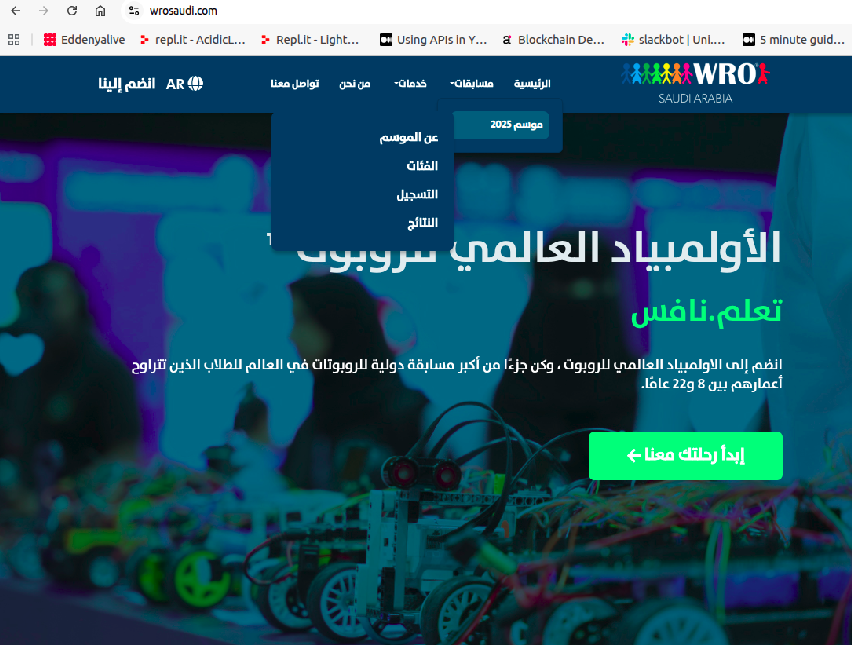 wrosaudi.com
Eddenyalive
repl.it - AcidicL...
Repl.it - Light...
Using APIs in Y...
Blockchain De...
slackbot | Uni...
5 minute guid...
WRO
SAUDI ARABIA
الرئيسية
مسابقات
خدمات
من نحن
تواصل معنا
AR
انضم إلينا
موسم 2025
عن الموسم
الفئات
التسجيل
النتائج
الأولمبياد العالمي للروبوت
تعلم.نافس
انضم إلى الاولمبياد العالمي للروبوت ، وكن جزءًا من أكبر مسابقة دولية للروبوتات في العالم للطلاب الذين تتراوح
أعمارهم بين 8 و22 عامًا.
إبدأ رحلتك معنا